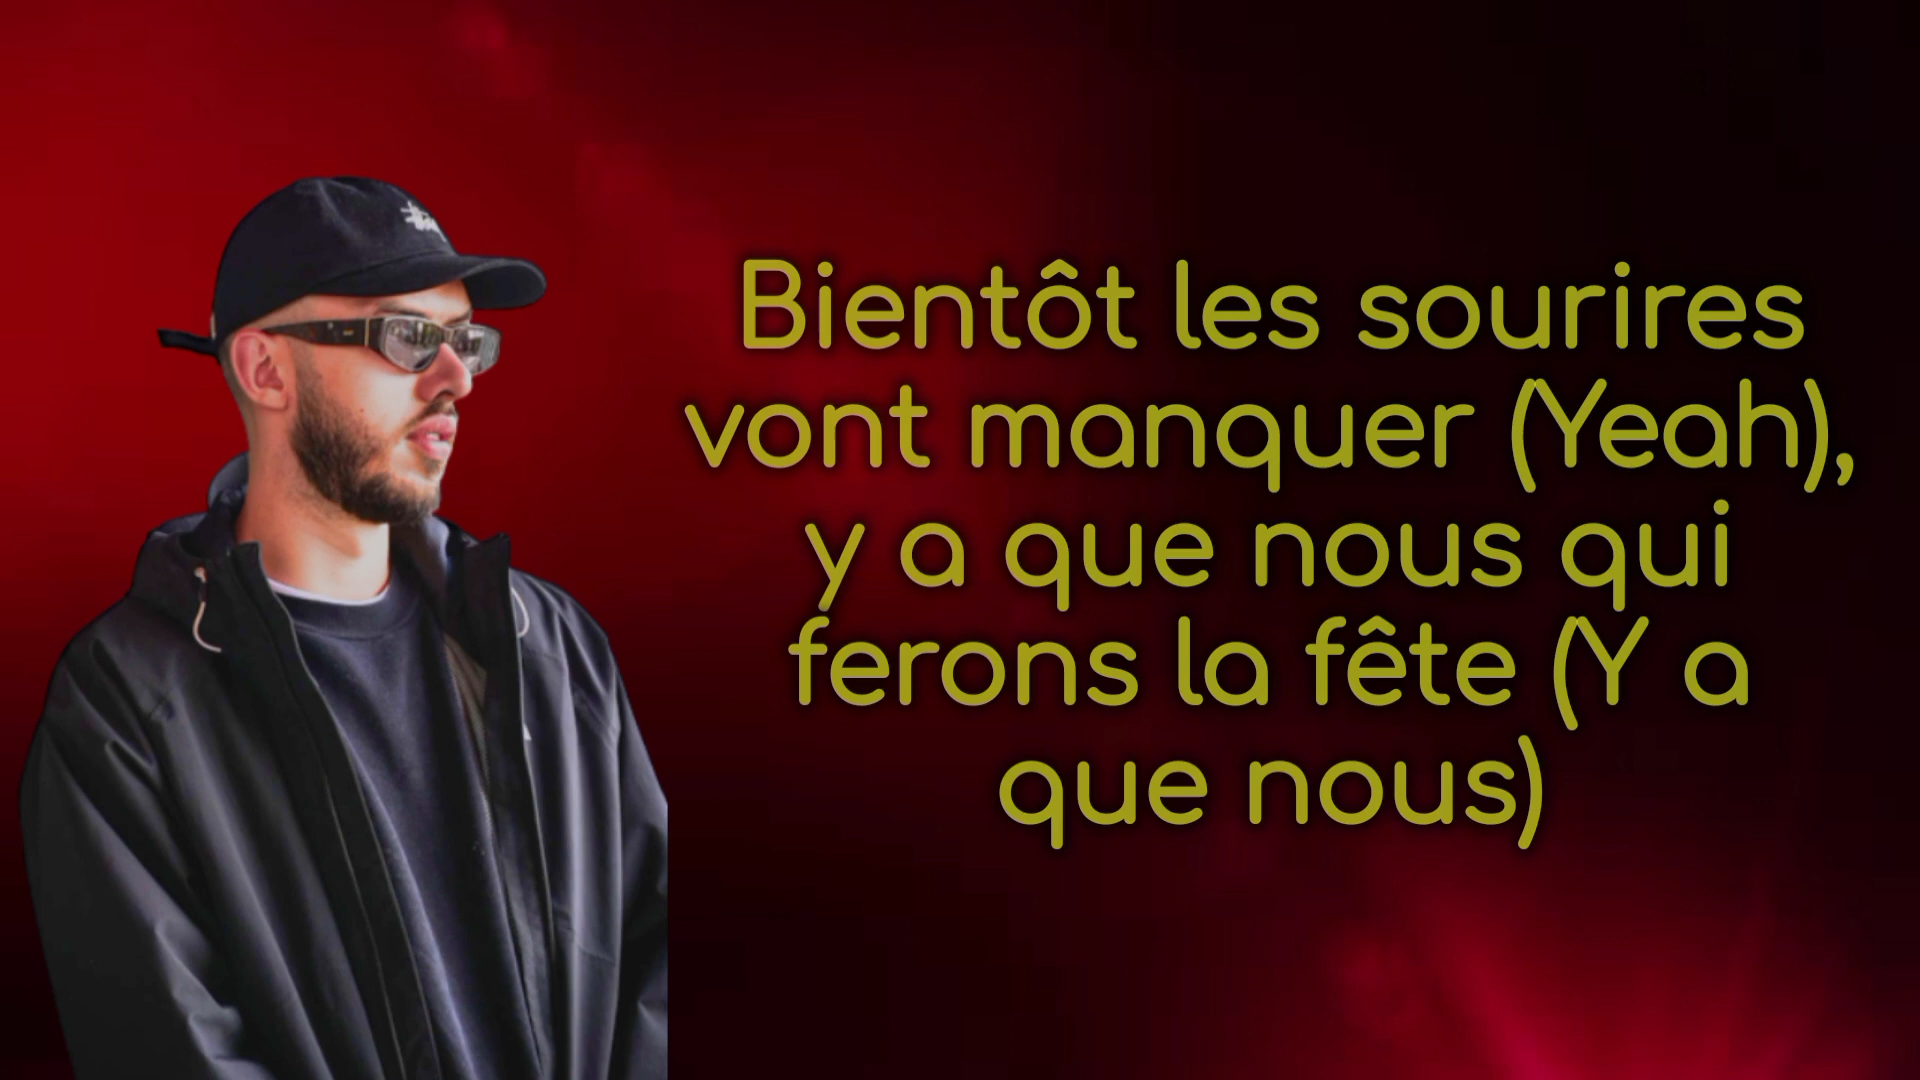 Bientôt les sourires
vont manquer (Yeah),
y a que nous qui
ferons la fête (Y a
que nous)